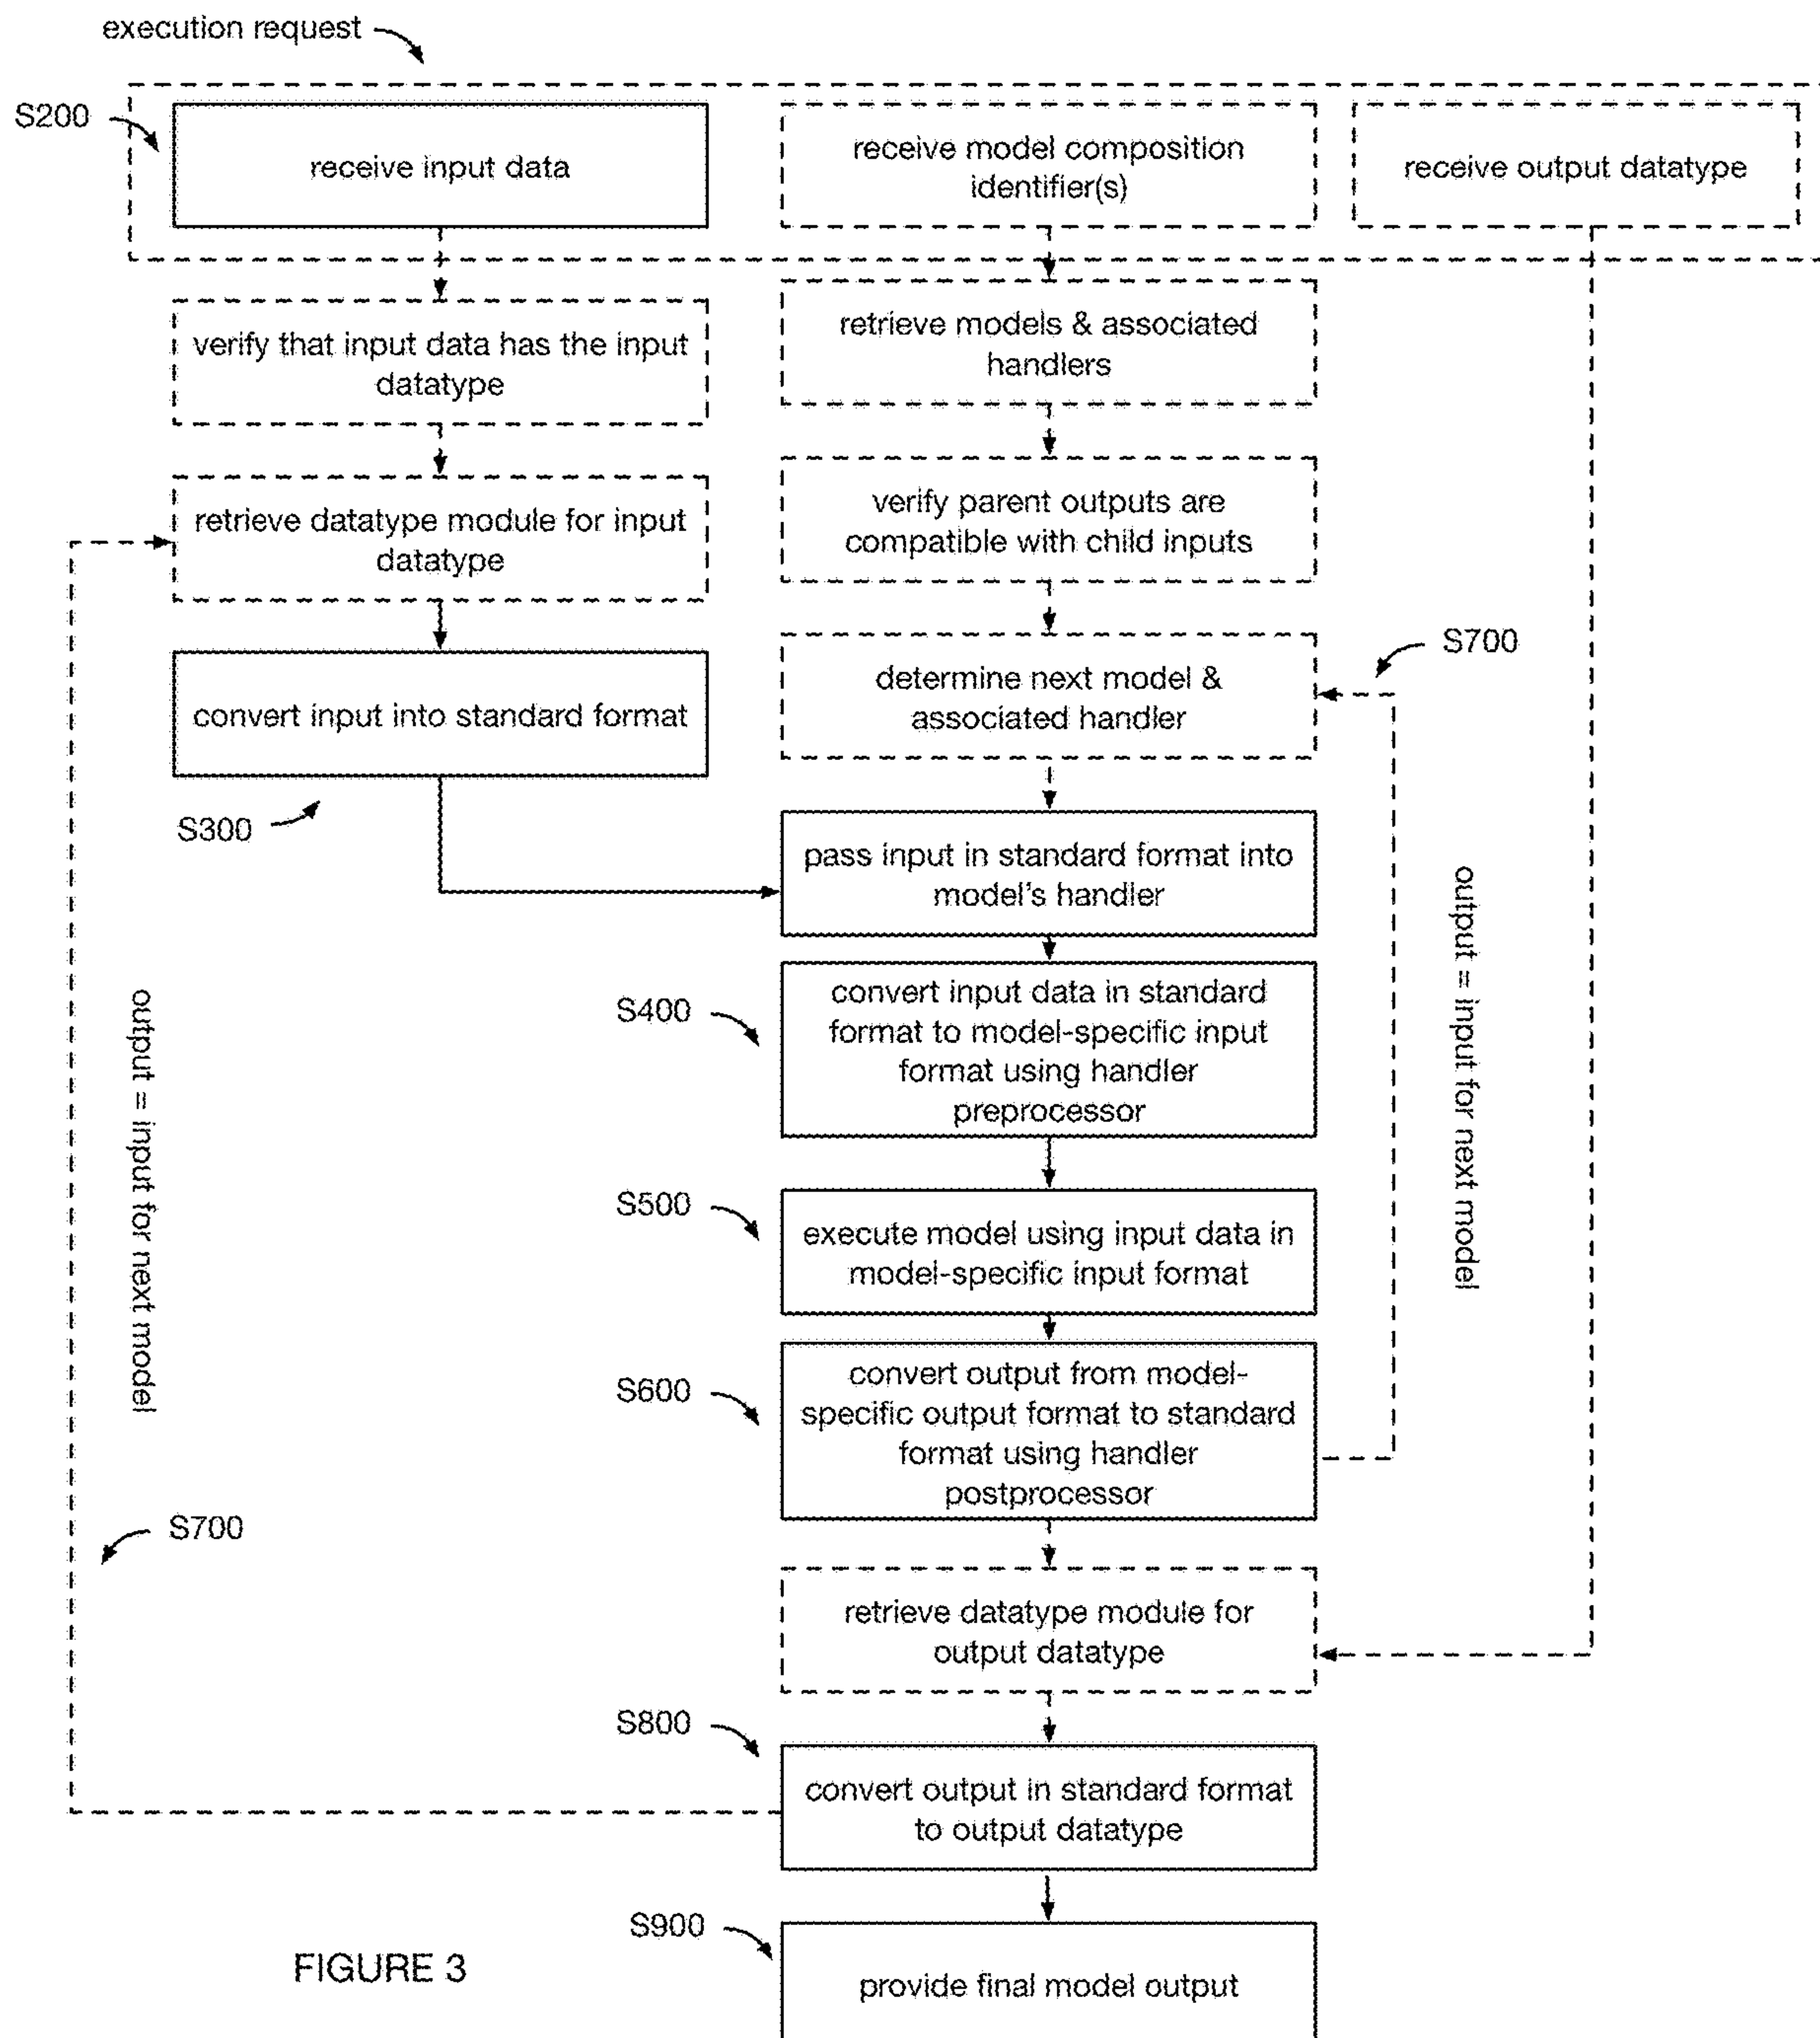 execution request
S200
receive input data
receive model composition
identifier(s)
receive output datatype
verify that input data has the input
datatype
retrieve models & associated
handlers
retrieve datatype module for input
datatype
verify parent outputs are
compatible with child inputs
convert input into standard format
S300
determine next model &
associated handler
S700
pass input in standard format into
model's handler
S400
convert input data in standard
format to model-specific input
format using handler
preprocessor
output = input for next model
output = input for next model
S500
execute model using input data in
model-specific input format
S600
convert output from model-
specific output format to standard
format using handler
postprocessor
S700
retrieve datatype module for
output datatype
S800
convert output in standard format
to output datatype
S900
provide final model output
FIGURE 3